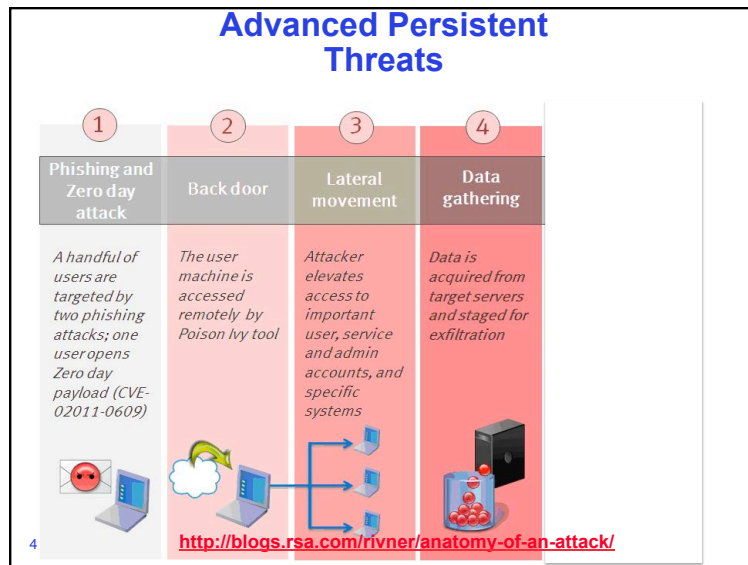 Advanced Persistent
Threats
1
Phishing and
Zero day
attack
A handful of
users are
targeted by
two phishing
attacks; one
user opens
Zero day
payload (CVE-
02011-0609)
2
Back door
The user
machine is
accessed
remotely by
Poison Ivy tool
3
Lateral
movement
Attacker
elevates
access to
important
user, service
and admin
accounts, and
specific
systems
4
Data
gathering
Data is
acquired from
target servers
and staged for
exfiltration
4
http://blogs.rsa.com/rivner/anatomy-of-an-attack/